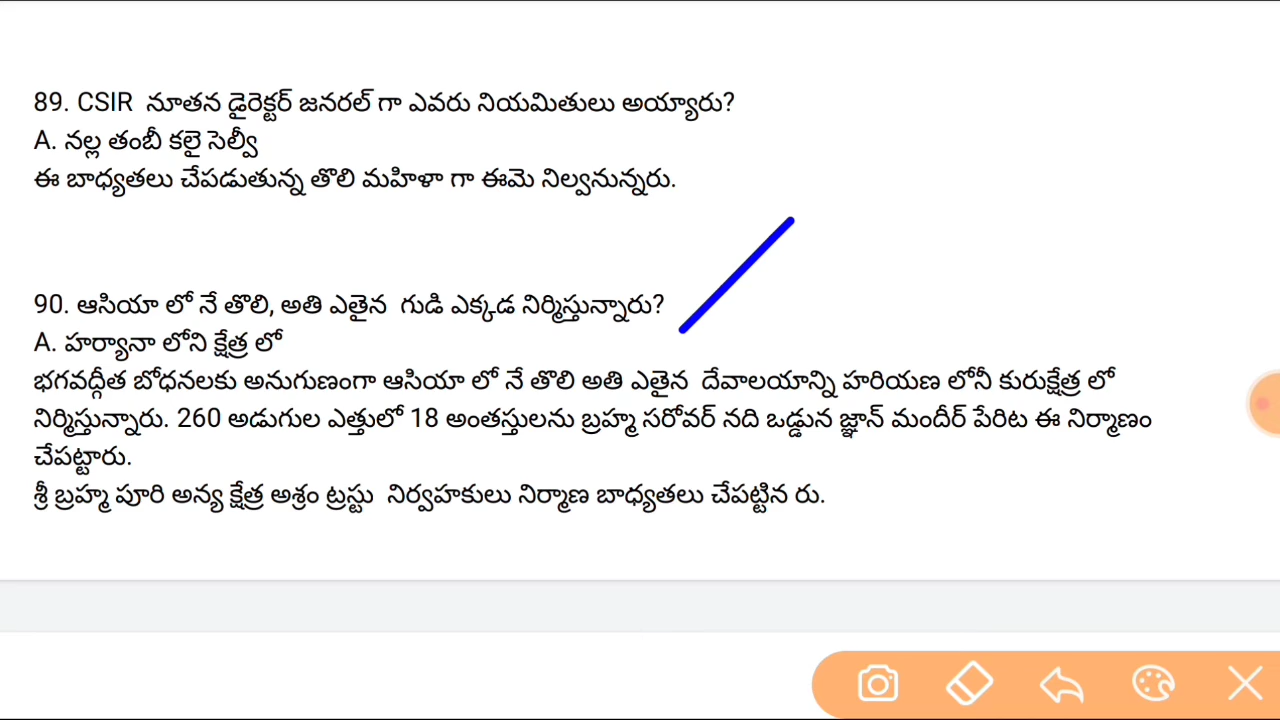 89. CSIR నూతన డైరెక్టర్ జనరల్ గా ఎవరు నియమితులు అయ్యారు?
A. నల్ల తంబీ కలై సెల్వీ
ఈ బాధ్యతలు చేపడుతున్న తొలి మహిళా గా ఈమె నిల్వనున్నరు.
90. ఆసియా లో నే తొలి, అతి ఎతైన గుడి ఎక్కడ నిర్మిస్తున్నారు?
A. హర్యానా లోని క్షేత్ర లో
భగవద్గీత బోధనలకు అనుగుణంగా ఆసియా లో నే తొలి అతి ఎతైన దేవాలయాన్ని హరియణ లోనీ కురుక్షేత్ర లో
నిర్మిస్తున్నారు. 260 అడుగుల ఎత్తులో 18 అంతస్తులను బ్రహ్మ సరోవర్ నది ఒడ్డున జ్ఞాన్ మందీర్ పేరిట ఈ నిర్మాణం
చేపట్టారు.
శ్రీ బ్రహ్మ పూరి అన్య క్షేత్ర అశ్రం ట్రస్టు నిర్వహకులు నిర్మాణ బాధ్యతలు చేపట్టిన రు.